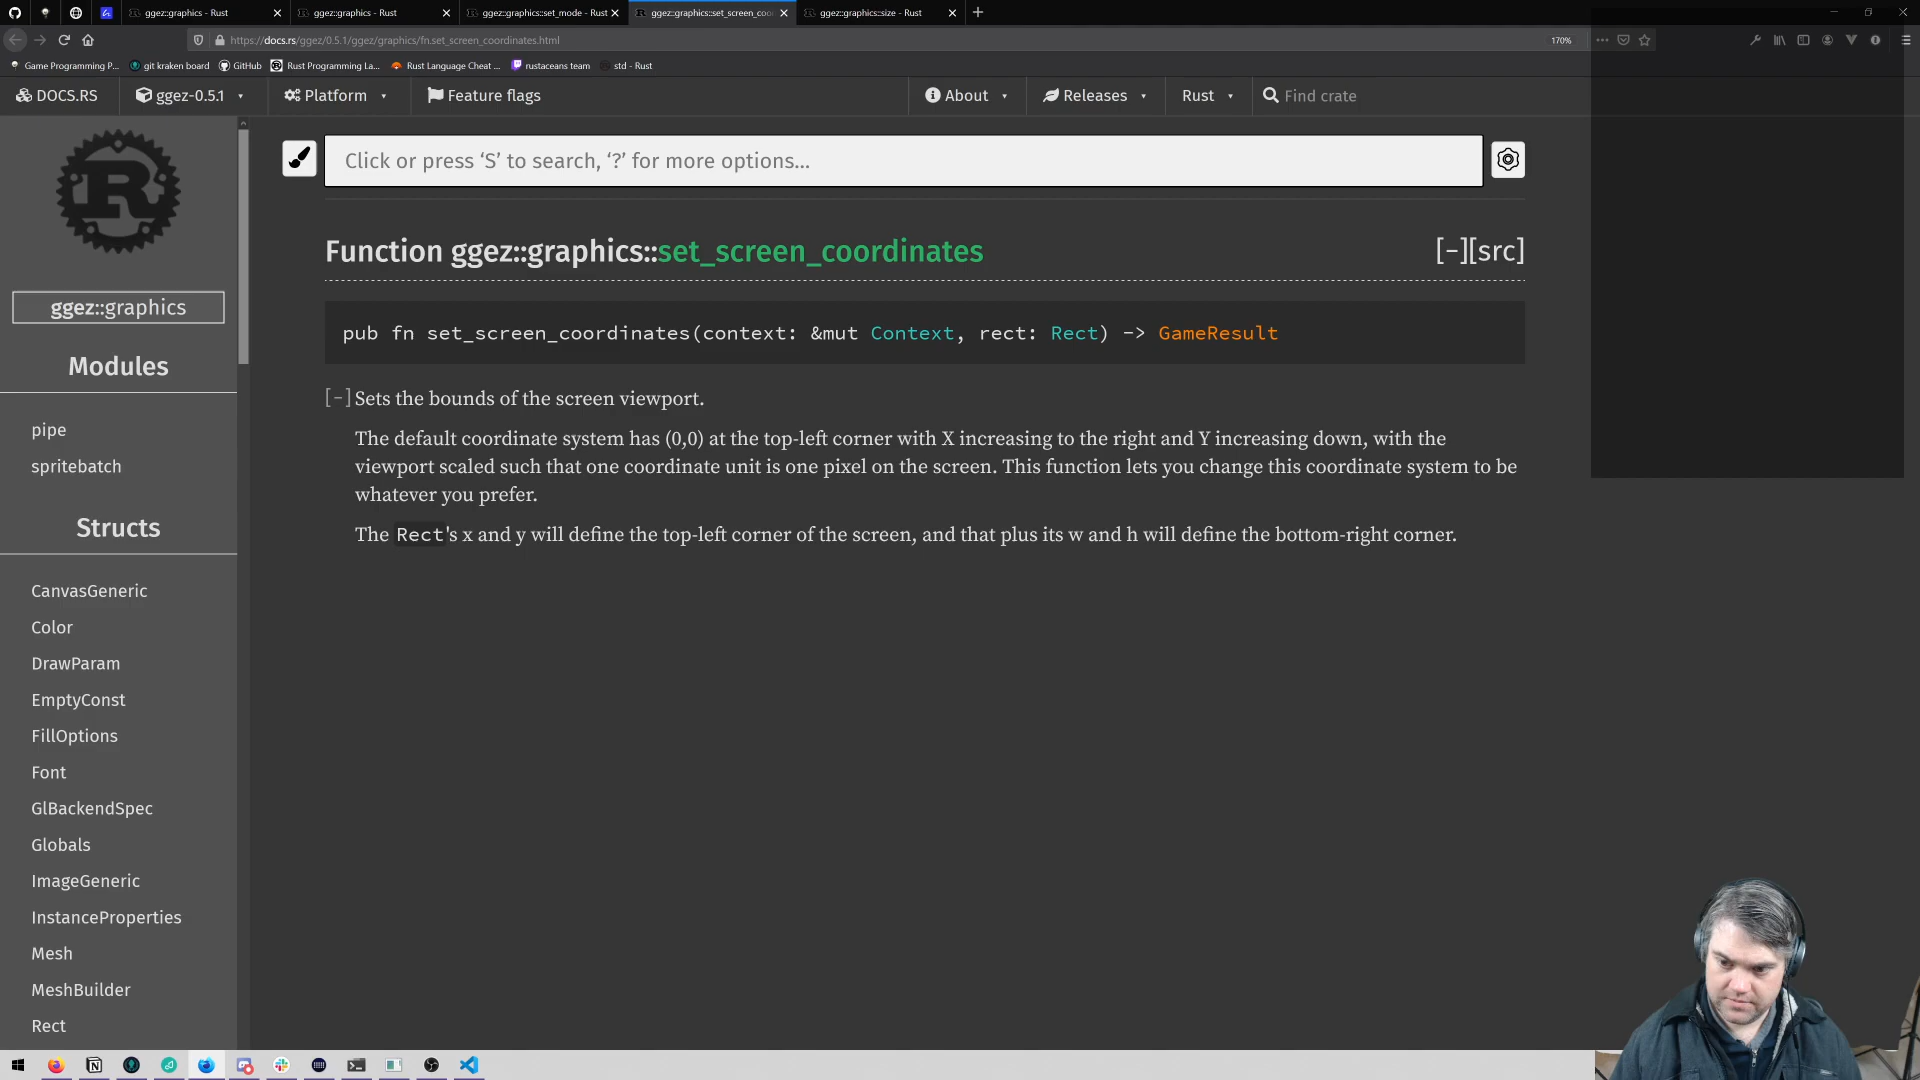 ggez::graphics - Rust
ggez::graphics - Rust
ggez::graphics::set_mode - Rust
ggez::graphics::set_screen_coo
ggez::graphics::size - Rust
https://docs.rs/ggez/0.5.1/ggez/graphics/fn.set_screen_coordinates.html
170%
Game Programming P...
git kraken board
GitHub
Rust Programming La...
Rust Language Cheat ...
rustaceans team
std - Rust
DOCS.RS
ggez-0.5.1
Platform
Feature flags
About
Releases
Rust
Find crate
Click or press ‘S’ to search, ‘?’ for more options...
ggez::graphics
Modules
pipe
spritebatch
Structs
CanvasGeneric
Color
DrawParam
EmptyConst
FillOptions
Font
GlBackendSpec
Globals
ImageGeneric
InstanceProperties
Mesh
MeshBuilder
Rect
Function ggez::graphics::set_screen_coordinates
[−][src]
pub fn set_screen_coordinates(context: &mut Context, rect: Rect) -> GameResult
[−] Sets the bounds of the screen viewport.
The default coordinate system has (0,0) at the top-left corner with X increasing to the right and Y increasing down, with the
viewport scaled such that one coordinate unit is one pixel on the screen. This function lets you change this coordinate system to be
whatever you prefer.
The Rect's x and y will define the top-left corner of the screen, and that plus its w and h will define the bottom-right corner.